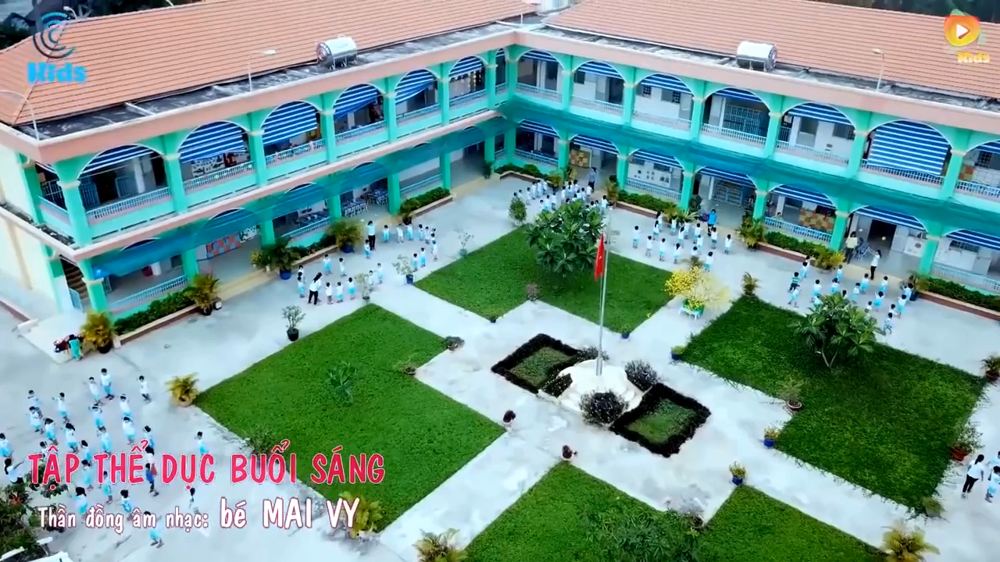 Kids
Kids
TẬP THỂ DỤC BUỔI SÁNG
Thần đồng âm nhạc: bé MAI VY